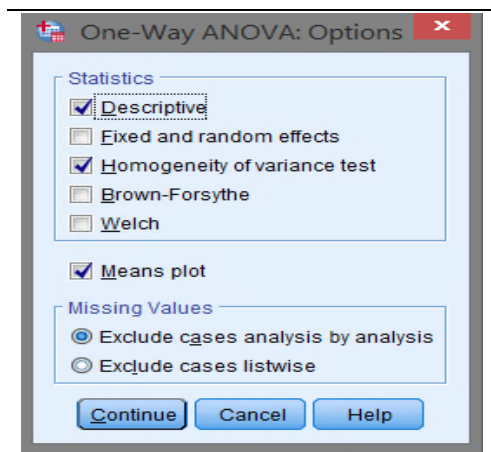 One-Way ANOVA: Options
Statistics
Descriptive
Fixed and random effects
Homogeneity of variance test
Brown-Forsythe
Welch
Means plot
Missing Values
Exclude cases analysis by analysis
Exclude cases listwise
Continue Cancel Help